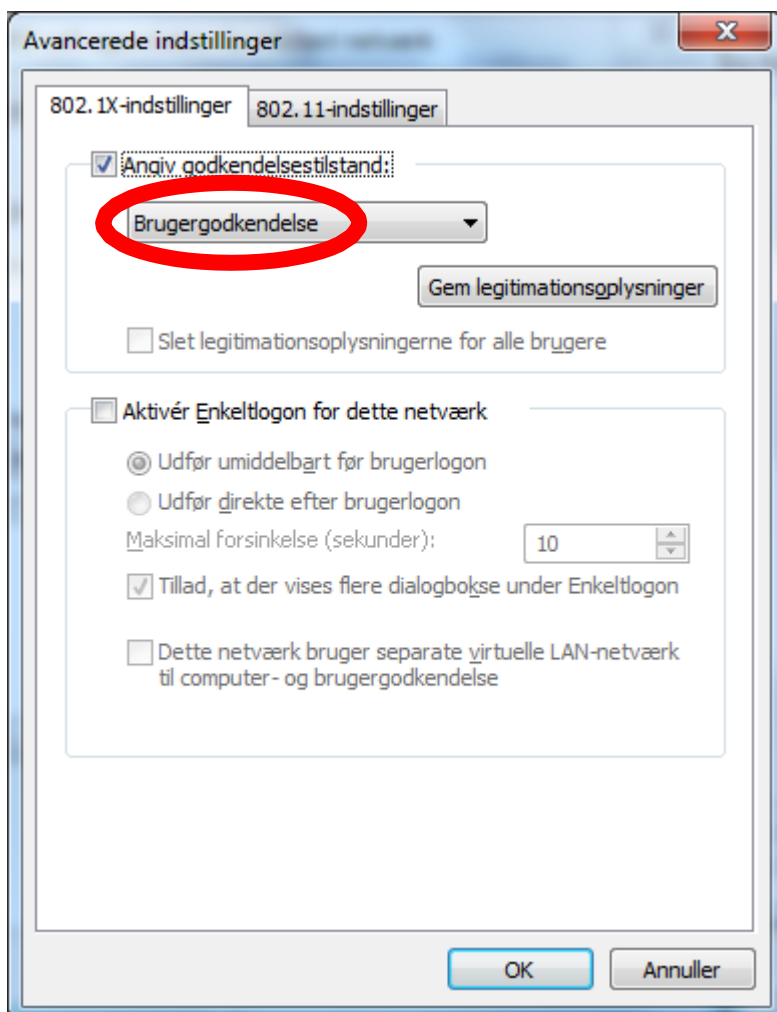 Avancerede indstillinger
802.1X-indstillinger
802.11-indstillinger
Angiv godkendelsestilstand:
Brugergodkendelse
Gem legitimationsoplysninger
Slet legitimationsoplysningerne for alle brugere
Aktivér Enkeltlogon for dette netværk
Udfør umiddelbart før brugerlogon
Udfør direkte efter brugerlogon
Maksimal forsinkelse (sekunder):
10
Tillad, at der vises flere dialogbokse under Enkeltlogon
Dette netværk bruger separate virtuelle LAN-netværk
til computer- og brugergodkendelse
OK
Annuller